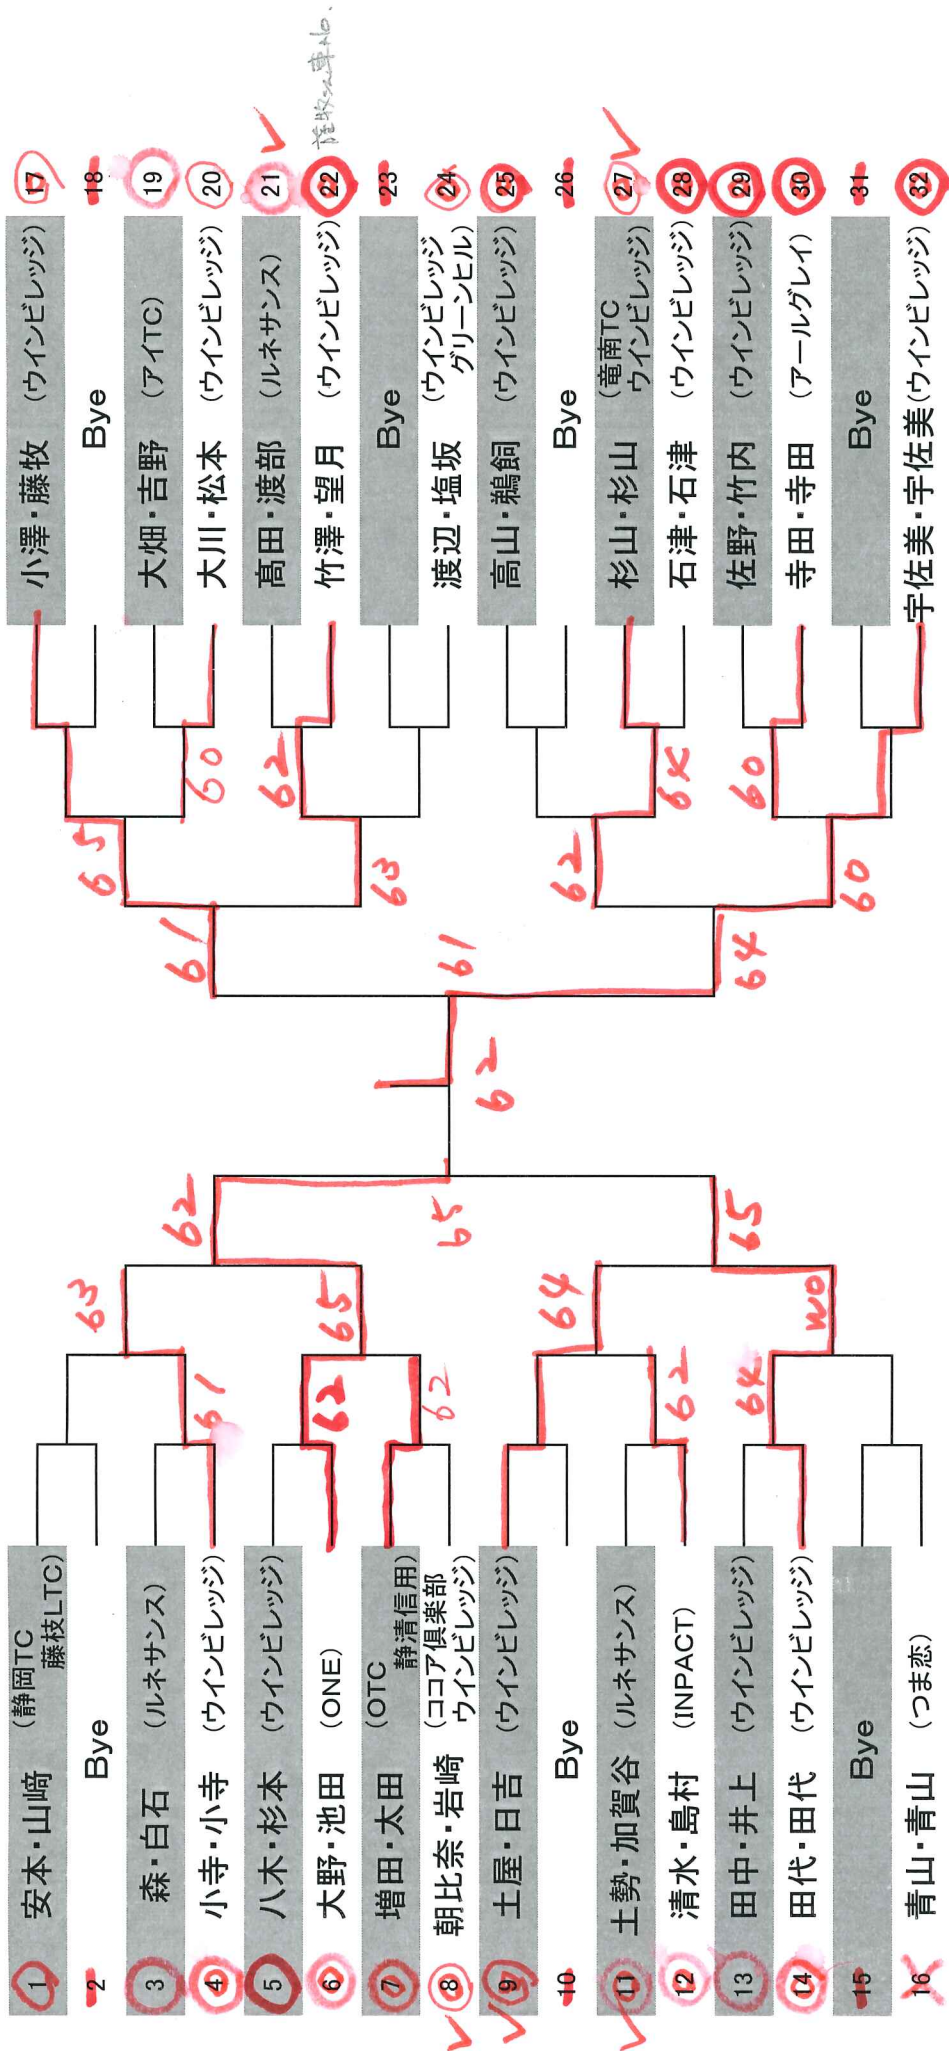 1 安本・山﨑 (静岡TC
藤枝LTC)
2 Bye
3 森・白石 (ルネサンス)
4 小寺・小寺 (ウインビレッジ)
5 八木・杉本 (ウインビレッジ)
6 大野・池田 (ONE)
7 増田・太田 (OTC
静清信用)
8 朝比奈・岩崎 (ココア倶楽部
ウインビレッジ)
9 土屋・日吉 (ウインビレッジ)
10 Bye
11 土勢・加賀谷 (ルネサンス)
12 清水・島村 (INPACT)
13 田中・井上 (ウインビレッジ)
14 田代・田代 (ウインビレッジ)
15 Bye
16 青山・青山 (つま恋)
61
62
62
62
64
63
65
64
WO
62
65
65
62
61
61
64
65
63
62
60
60
62
64
60
小澤・藤牧 (ウインビレッジ) 17
Bye 18
大畑・吉野 (アイTC) 19
大川・松本 (ウインビレッジ) 20
髙田・渡部 (ルネサンス) 21
竹澤・望月 (ウインビレッジ) 22
Bye 23
渡辺・塩坂 (ウインビレッジ
グリーンヒル) 24
高山・鵜飼 (ウインビレッジ) 25
Bye 26
杉山・杉山 (竜南TC
ウインビレッジ) 27
石津・石津 (ウインビレッジ) 28
佐野・竹内 (ウインビレッジ) 29
寺田・寺田 (アールグレイ) 30
Bye 31
宇佐美・宇佐美 (ウインビレッジ) 32